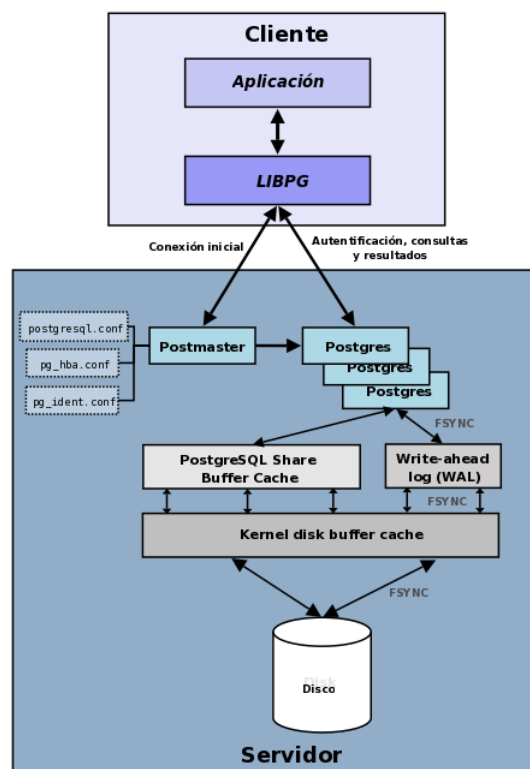 Cliente
Aplicación
LIBPG
Conexión inicial
Autentificación, consultas
y resultados
postgresql.conf
pg_hba.conf
pg_ident.conf
Postmaster
Postgres
Postgres
Postgres
FSYNC
PostgreSQL Share
Buffer Cache
Write-ahead
log (WAL)
FSYNC
Kernel disk buffer cache
FSYNC
Disk
Disco
Servidor